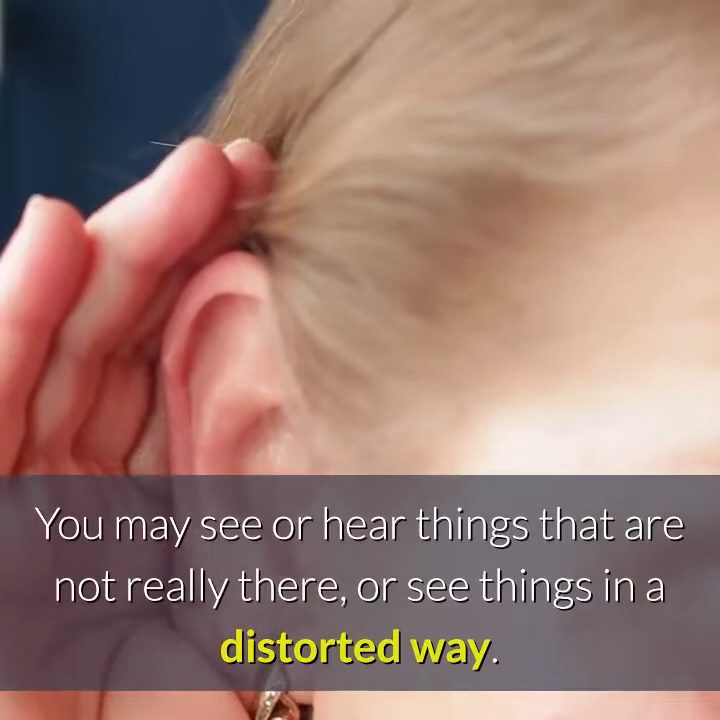 You may see or hear things that are
not really there, or see things in a
distorted way.